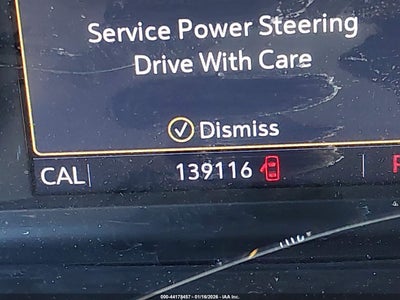 Service Power Steering
Drive With Care
Dismiss
CAL 139116
000-44178457 - 01/16/2026 - IAA Inc.